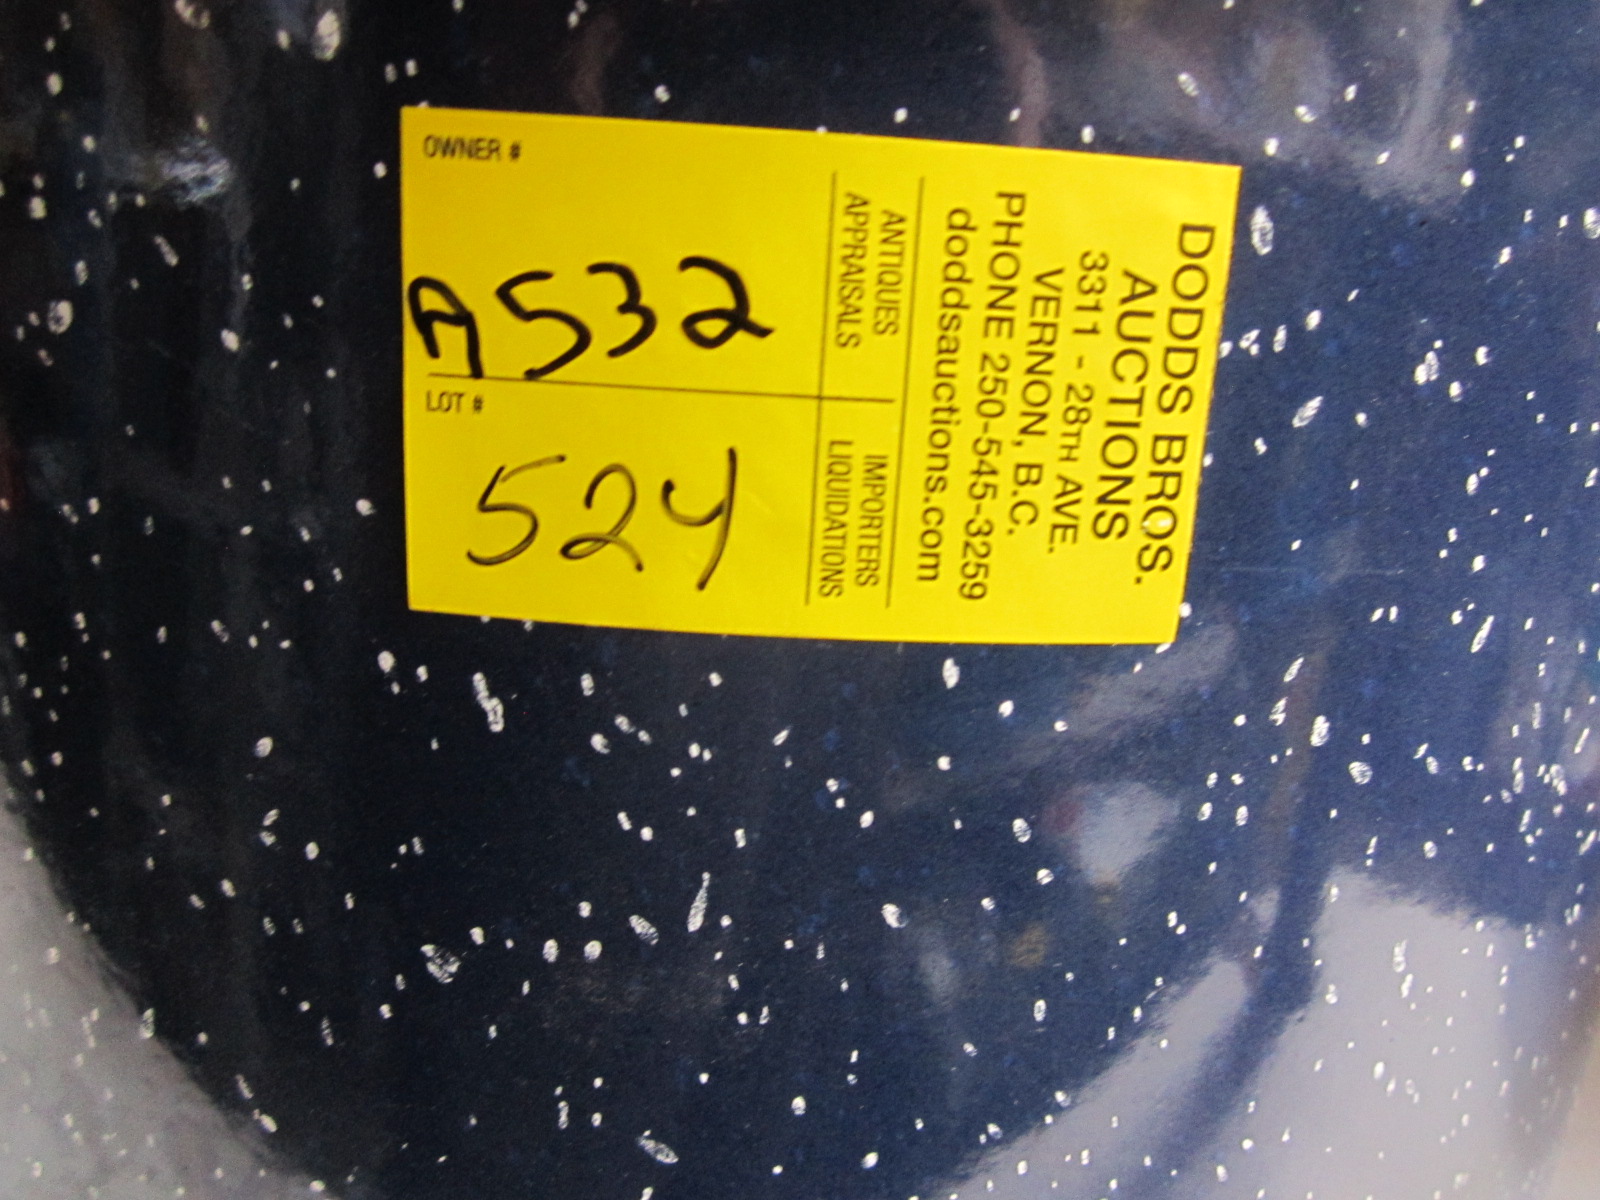 DODDS BROS.
AUCTIONS
3311 - 28TH AVE.
VERNON, B.C.
PHONE 250-545-3259
doddsauctions.com
ANTIQUES
APPRAISALS
IMPORTERS
LIQUIDATIONS
OWNER #
A532
LOT #
524